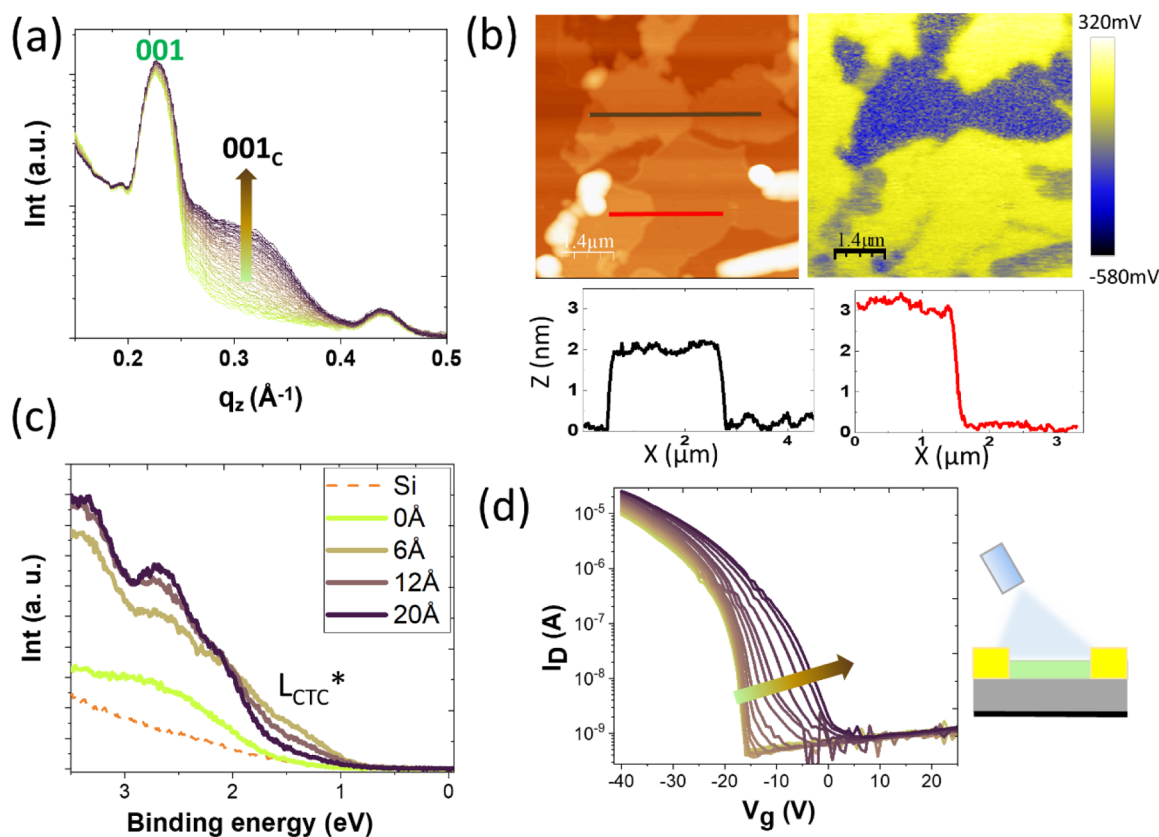 (a)
001
001C
Int (a.u.)
0.2
0.3
0.4
0.5
qz (Å-1)
(b)
1.4μm
1.4μm
320mV
-580mV
Z (nm)
3
2
1
0
2
4
X (μm)
3
2
1
0
0
1
2
3
X (μm)
(c)
Int (a. u.)
Si
0Å
6Å
12Å
20Å
LCTC*
3
2
1
0
Binding energy (eV)
(d)
ID (A)
10-5
10-6
10-7
10-8
10-9
-40
-30
-20
-10
0
10
20
Vg (V)